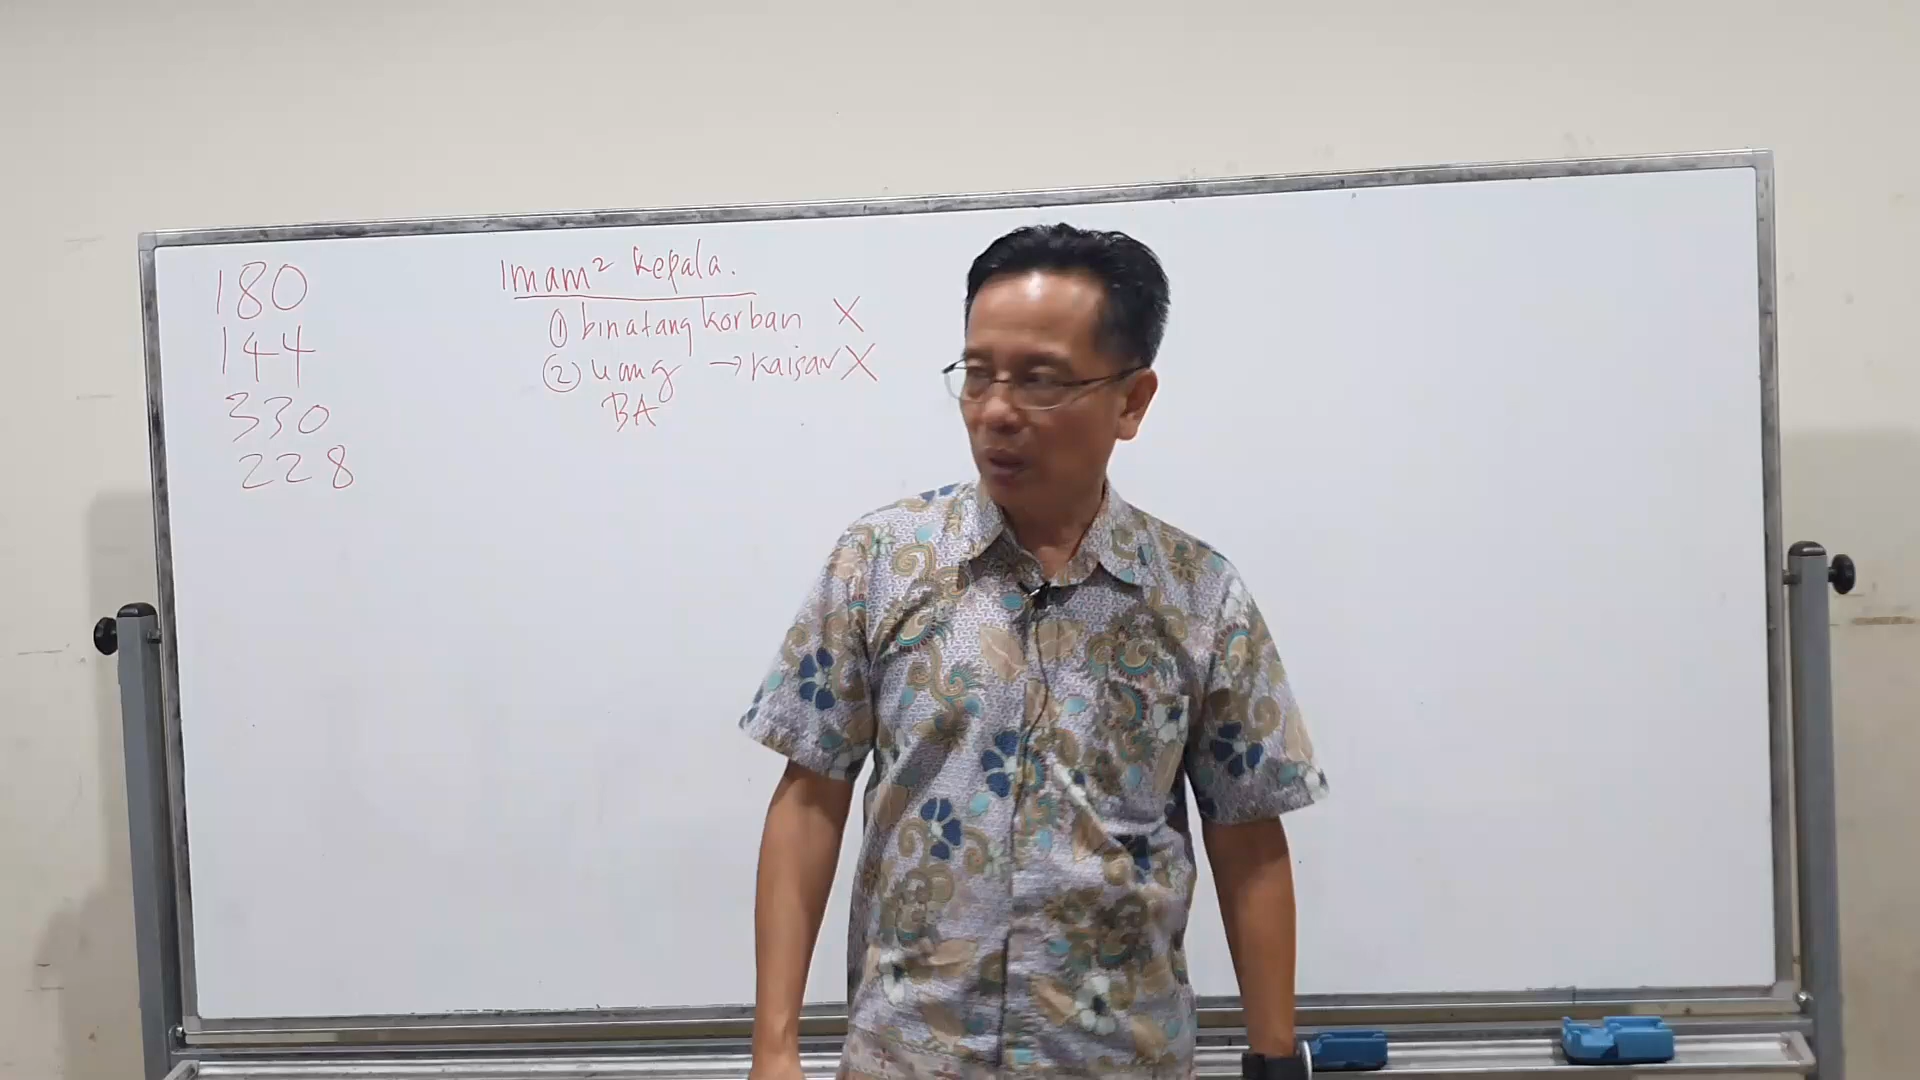 180
144
330
228
Imam² kepala.
① binatang korban X
② uang → kaisar X
BA